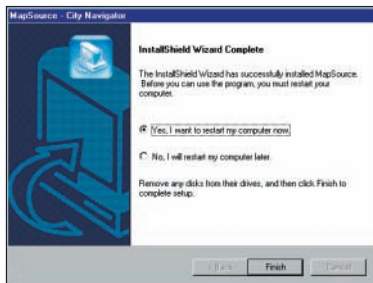 MapSource - City Navigator
InstallShield Wizard Complete
The InstallShield Wizard has successfully installed MapSource.
Before you can use the program, you must restart your
computer.
Yes, I want to restart my computer now.
No, I will restart my computer later.
Remove any disks from their drives, and then click Finish to
complete setup.
< Back
Finish
Cancel